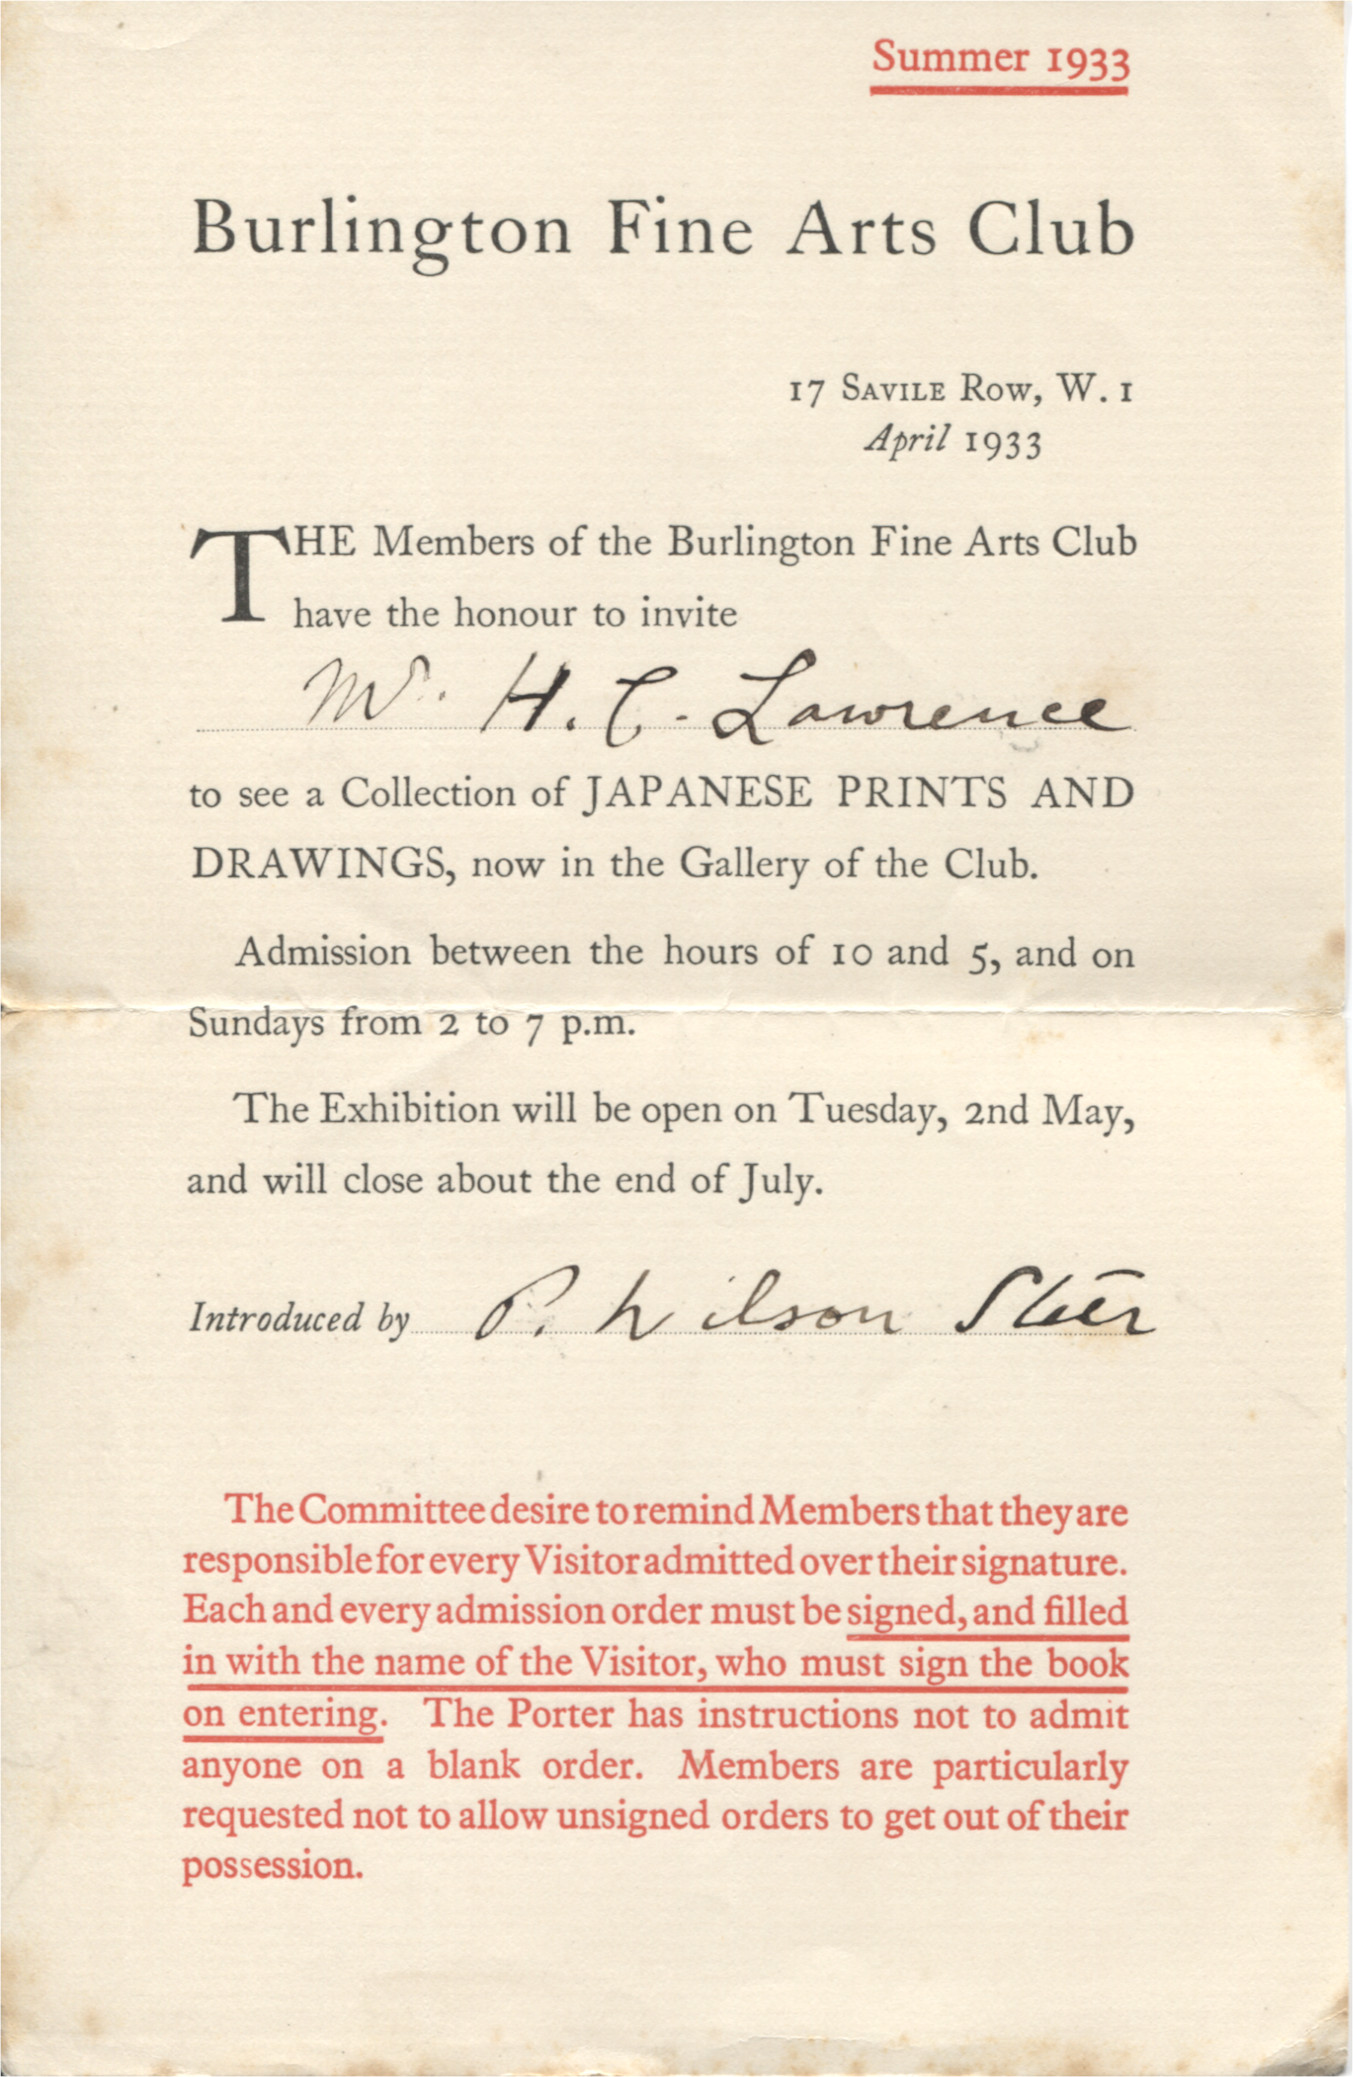 Summer 1933
Burlington Fine Arts Club
17 Savile Row, W. 1
April 1933
THE Members of the Burlington Fine Arts Club
have the honour to invite
Mr. H. C. Lawrence
to see a Collection of JAPANESE PRINTS AND
DRAWINGS, now in the Gallery of the Club.
Admission between the hours of 10 and 5, and on
Sundays from 2 to 7 p.m.
The Exhibition will be open on Tuesday, 2nd May,
and will close about the end of July.
Introduced by P. Wilson Steer
The Committee desire to remind Members that they are
responsible for every Visitor admitted over their signature.
Each and every admission order must be signed, and filled
in with the name of the Visitor, who must sign the book
on entering. The Porter has instructions not to admit
anyone on a blank order. Members are particularly
requested not to allow unsigned orders to get out of their
possession.